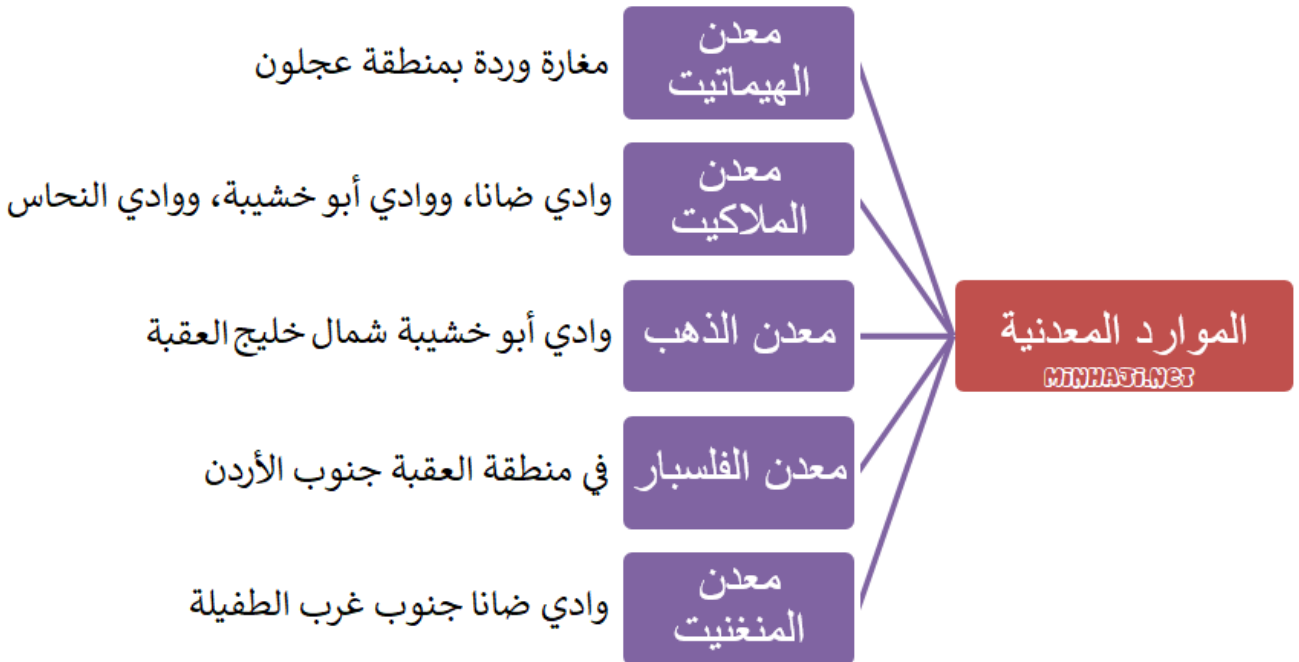 الموارد المعدنية
MINHAJI.NET
معدن
الهيماتيت
مغارة وردة بمنطقة عجلون
معدن
الملاكيت
وادي ضانا، ووادي أبو خشيبة، ووادي النحاس
معدن الذهب
وادي أبو خشيبة شمال خليج العقبة
معدن الفلسبار
في منطقة العقبة جنوب الأردن
معدن
المنغنيت
وادي ضانا جنوب غرب الطفيلة